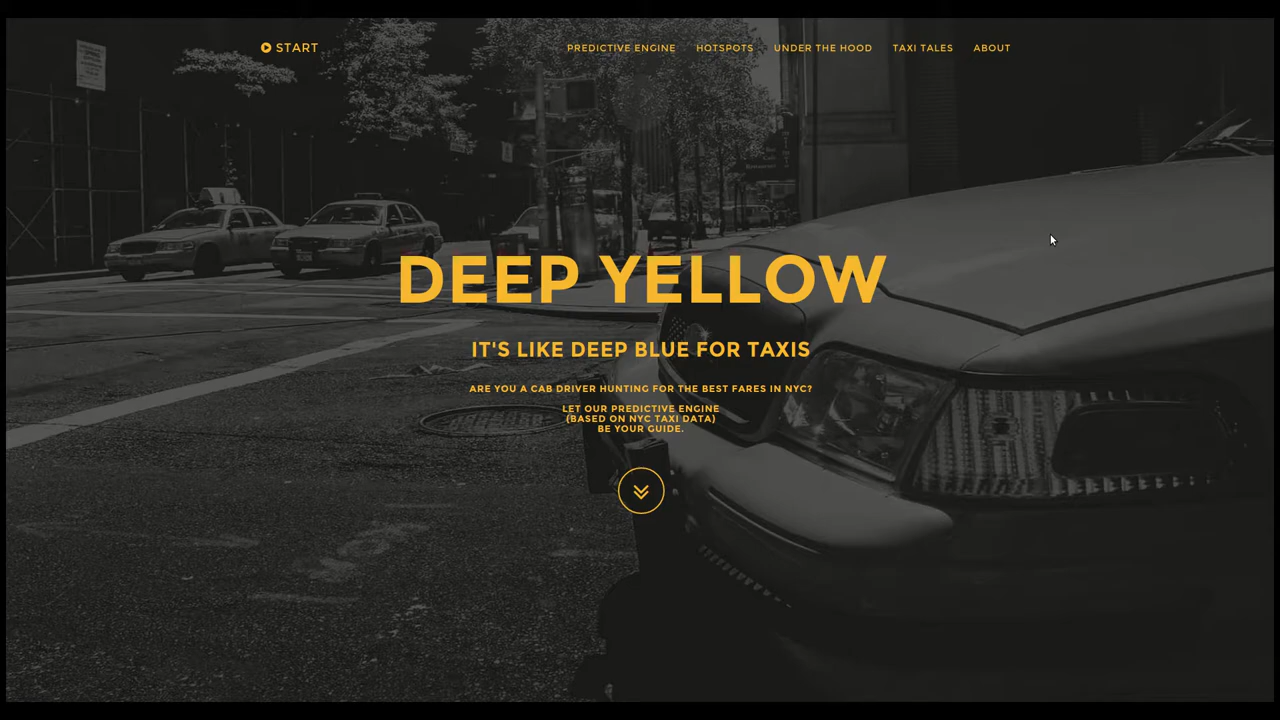 START
PREDICTIVE ENGINE HOTSPOTS UNDER THE HOOD TAXI TALES ABOUT
DEEP YELLOW
IT'S LIKE DEEP BLUE FOR TAXIS
ARE YOU A CAB DRIVER HUNTING FOR THE BEST FARES IN NYC?
LET OUR PREDICTIVE ENGINE
(BASED ON NYC TAXI DATA)
BE YOUR GUIDE.